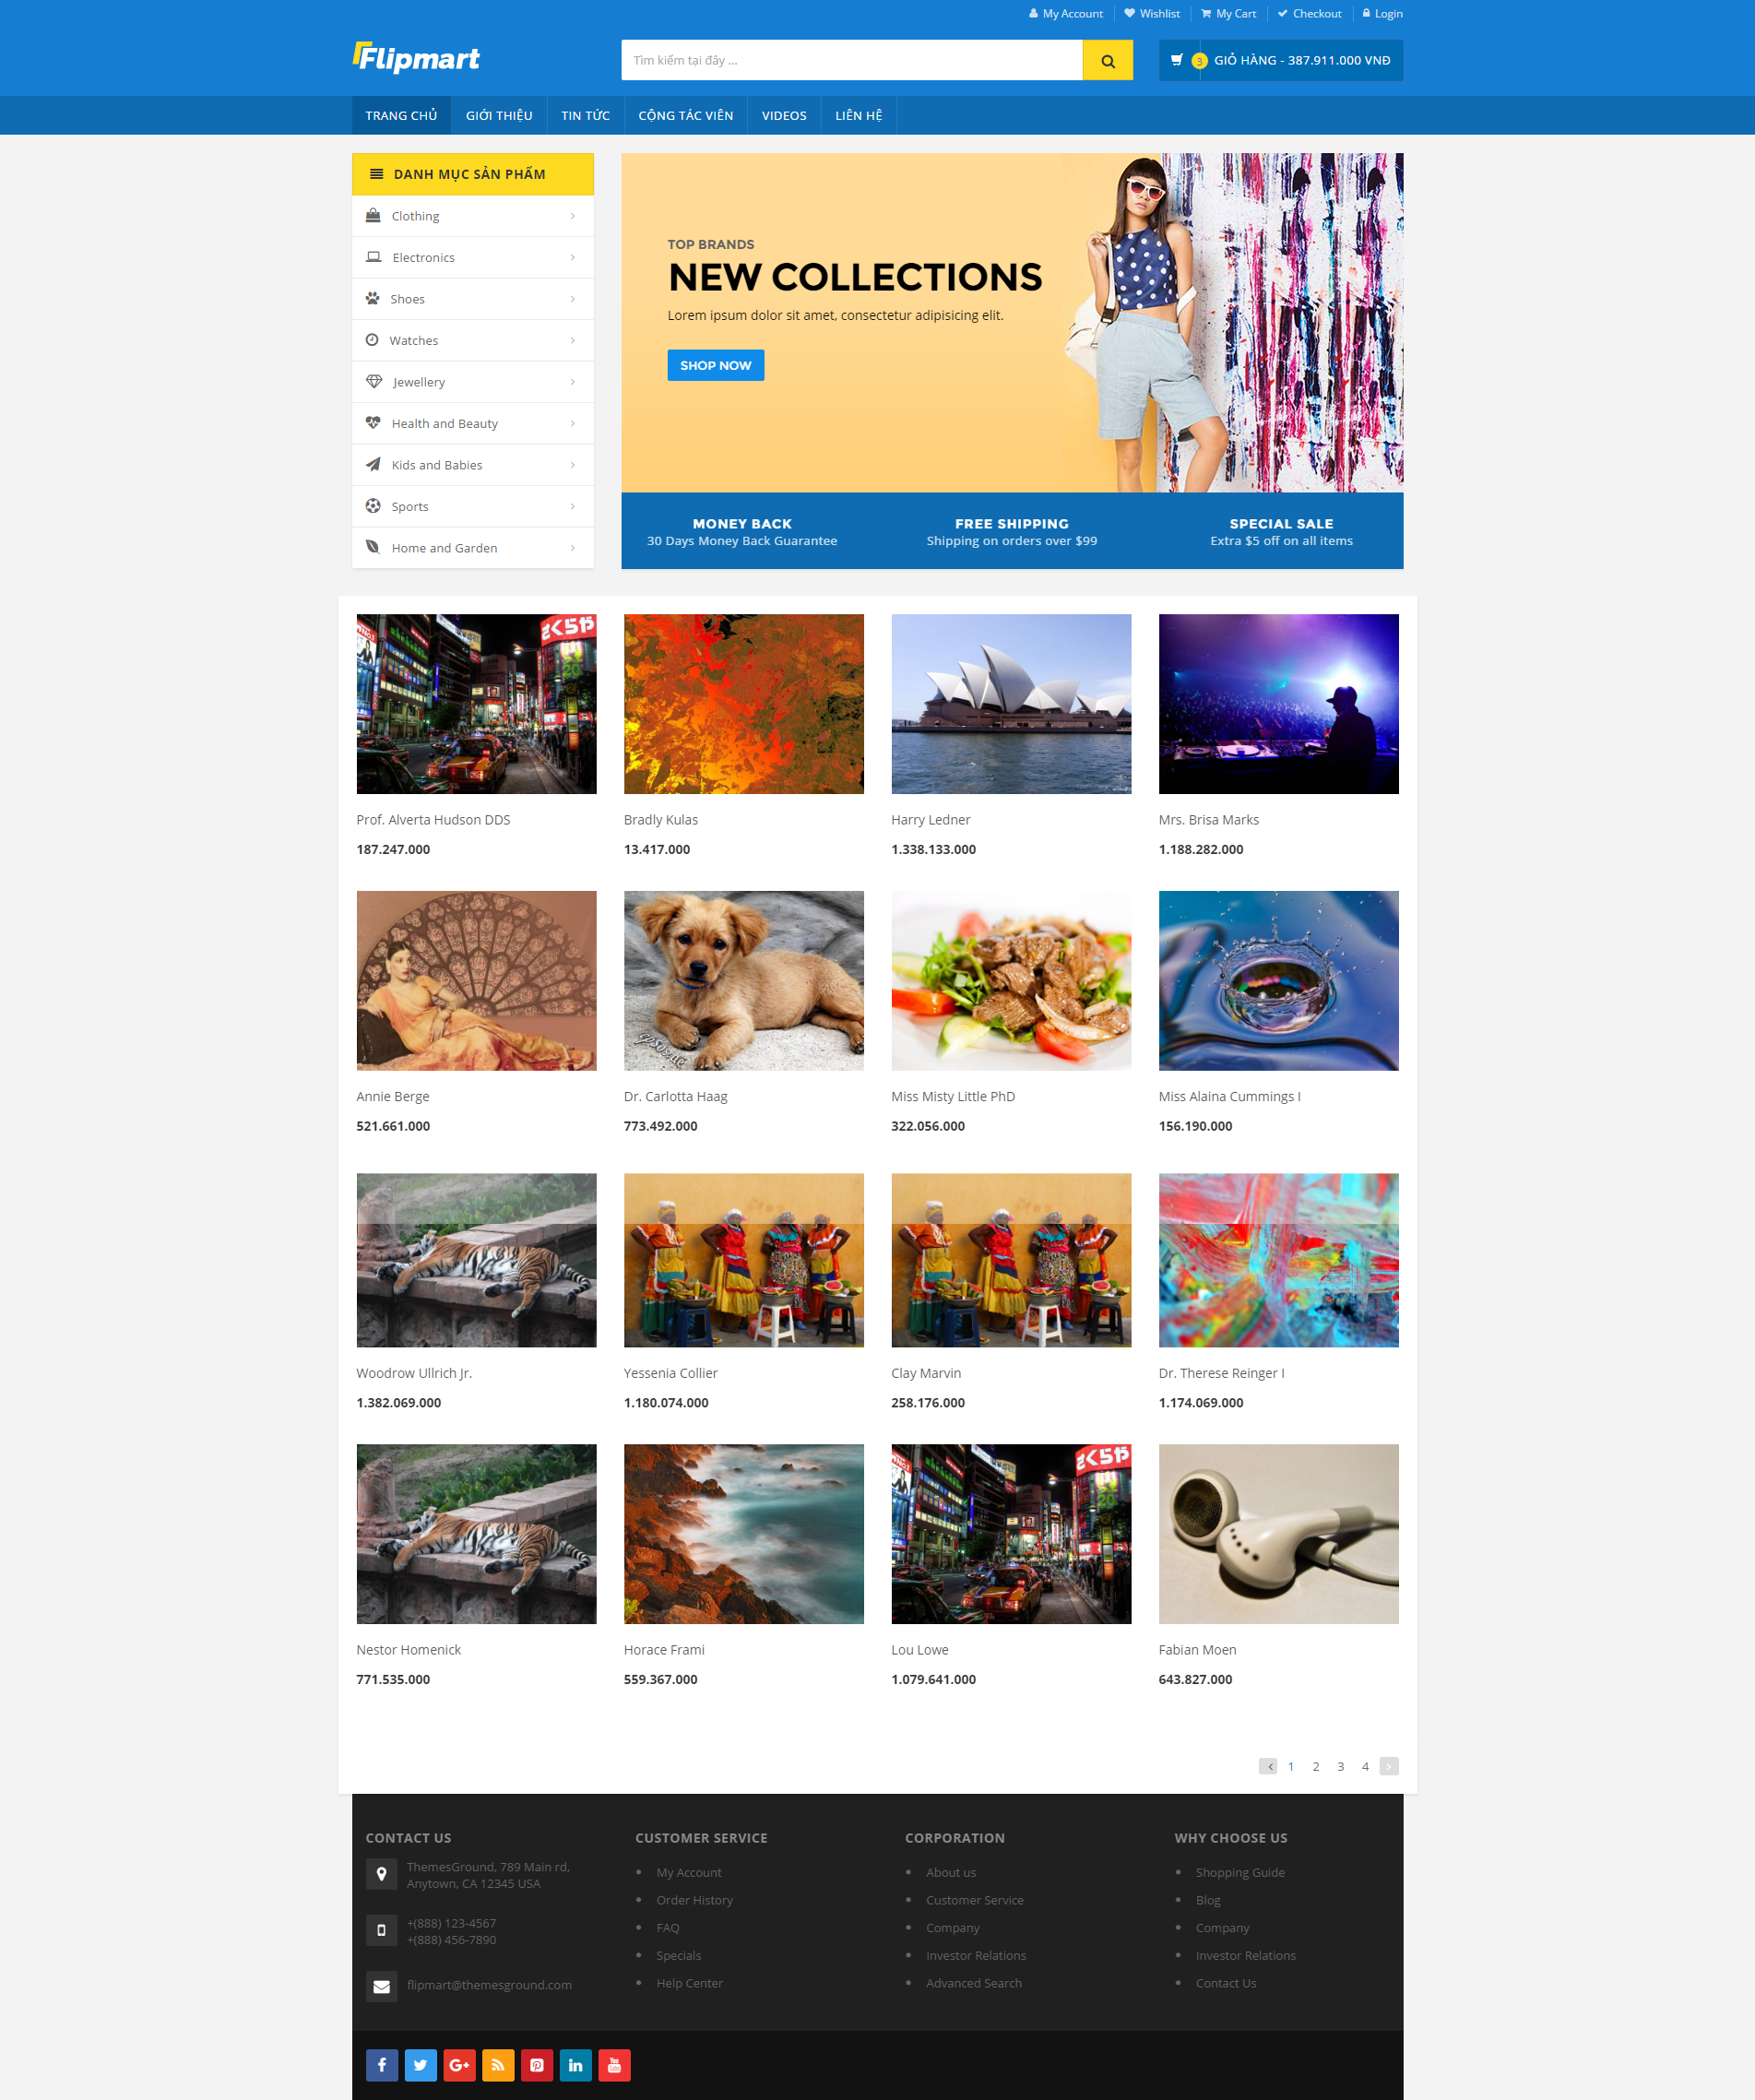 My Account
Wishlist
My Cart
Checkout
Login
Flipmart
Tìm kiếm tại đây ...
3
GIỎ HÀNG - 387.911.000 VNĐ
TRANG CHỦ
GIỚI THIỆU
TIN TỨC
CỘNG TÁC VIÊN
VIDEOS
LIÊN HỆ
DANH MỤC SẢN PHẨM
Clothing
Electronics
Shoes
Watches
Jewellery
Health and Beauty
Kids and Babies
Sports
Home and Garden
TOP BRANDS
NEW COLLECTIONS
Lorem ipsum dolor sit amet, consectetur adipisicing elit.
SHOP NOW
MONEY BACK
30 Days Money Back Guarantee
FREE SHIPPING
Shipping on orders over $99
SPECIAL SALE
Extra $5 off on all items
さくらや
20
Prof. Alverta Hudson DDS
187.247.000
Bradly Kulas
13.417.000
Harry Ledner
1.338.133.000
Mrs. Brisa Marks
1.188.282.000
Annie Berge
521.661.000
Dr. Carlotta Haag
773.492.000
Miss Misty Little PhD
322.056.000
Miss Alaina Cummings I
156.190.000
Woodrow Ullrich Jr.
1.382.069.000
Yessenia Collier
1.180.074.000
Clay Marvin
258.176.000
Dr. Therese Reinger I
1.174.069.000
さくらや
20
Nestor Homenick
771.535.000
Horace Frami
559.367.000
Lou Lowe
1.079.641.000
Fabian Moen
643.827.000
1 2 3 4
CONTACT US
ThemesGround, 789 Main rd,
Anytown, CA 12345 USA
+(888) 123-4567
+(888) 456-7890
flipmart@themesground.com
CUSTOMER SERVICE
My Account
Order History
FAQ
Specials
Help Center
CORPORATION
About us
Customer Service
Company
Investor Relations
Advanced Search
WHY CHOOSE US
Shopping Guide
Blog
Company
Investor Relations
Contact Us